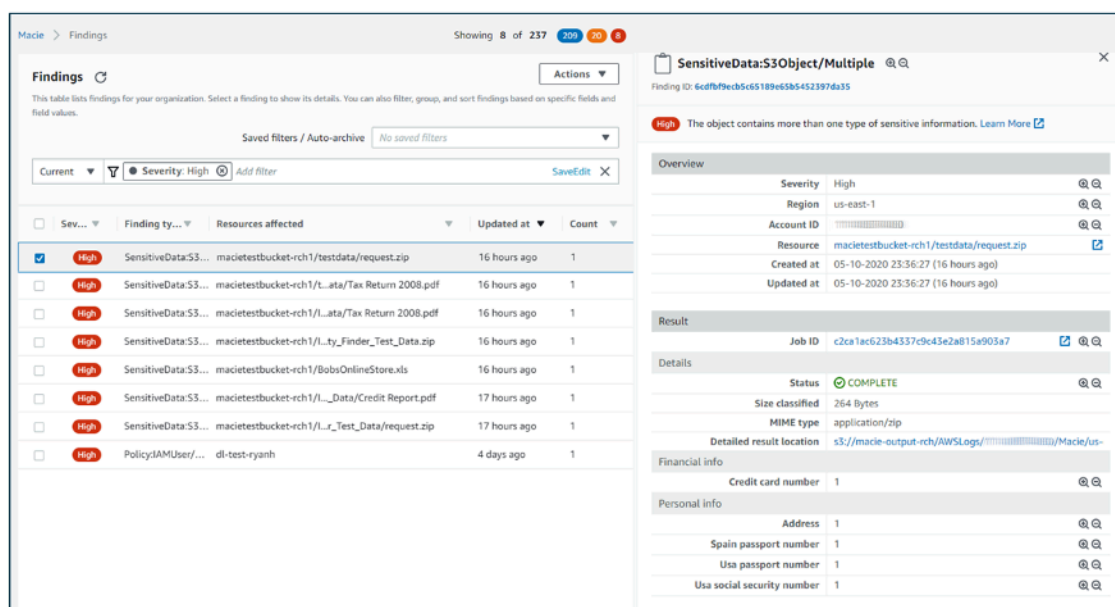 Macie > Findings
Showing 8 of 237 209 20 8
Findings
Actions
This table lists findings for your organization. Select a finding to show its details. You can also filter, group, and sort findings based on specific fields and
field values.
Saved filters / Auto-archive No saved filters
Current Severity: High Add filter SaveEdit
Sev... Finding ty... Resources affected Updated at Count
High SensitiveData:S3... macietestbucket-rch1/testdata/request.zip 16 hours ago 1
High SensitiveData:S3... macietestbucket-rch1/t...ata/Tax Return 2008.pdf 16 hours ago 1
High SensitiveData:S3... macietestbucket-rch1/I...ata/Tax Return 2008.pdf 16 hours ago 1
High SensitiveData:S3... macietestbucket-rch1/I...ty_Finder_Test_Data.zip 16 hours ago 1
High SensitiveData:S3... macietestbucket-rch1/BobsOnlineStore.xls 16 hours ago 1
High SensitiveData:S3... macietestbucket-rch1/I..._Data/Credit Report.pdf 17 hours ago 1
High SensitiveData:S3... macietestbucket-rch1/I...r_Test_Data/request.zip 17 hours ago 1
High Policy:IAMUser/... dl-test-ryanh 4 days ago 1
SensitiveData:S3Object/Multiple
Finding ID: 6cdfbf9ecb5c65189e65b5452397da35
High The object contains more than one type of sensitive information. Learn More
Overview
Severity High
Region us-east-1
Account ID
Resource macietestbucket-rch1/testdata/request.zip
Created at 05-10-2020 23:36:27 (16 hours ago)
Updated at 05-10-2020 23:36:27 (16 hours ago)
Result
Job ID c2ca1ac623b4337c9c43e2a815a903a7
Details
Status COMPLETE
Size classified 264 Bytes
MIME type application/zip
Detailed result location s3://macie-output-rch/AWSLogs/ /Macie/us-
Financial info
Credit card number 1
Personal info
Address 1
Spain passport number 1
Usa passport number 1
Usa social security number 1